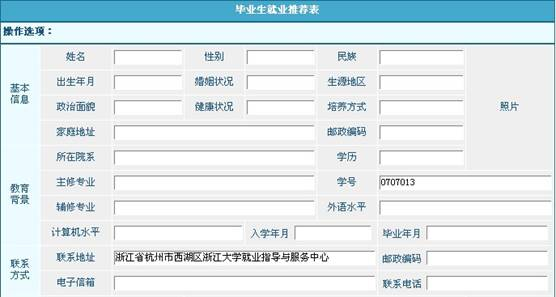 毕业生就业推荐表
操作选项：
姓名 性别 民族
出生年月 婚姻状况 生源地区
基本信息
政治面貌 健康状况 培养方式 照片
家庭地址 邮政编码
所在院系 学历
教育背景
主修专业 学号 0707013
辅修专业 外语水平
计算机水平 入学年月 毕业年月
联系方式
联系地址 浙江省杭州市西湖区浙江大学就业指导与服务中心 邮政编码
电子信箱 联系电话